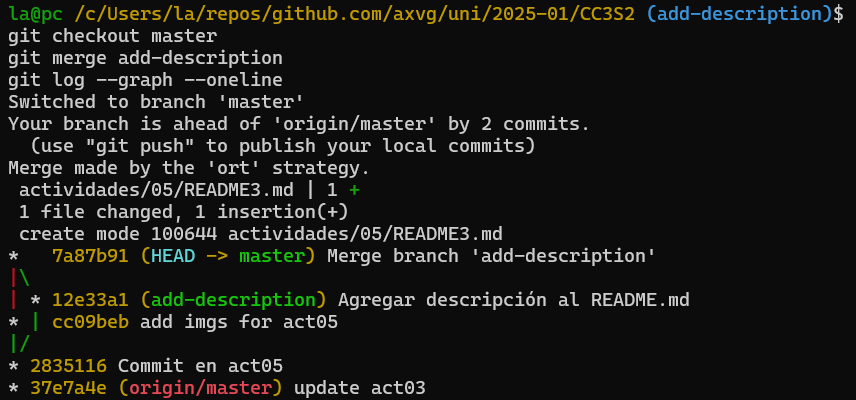 la@pc /c/Users/la/repos/github.com/axvg/uni/2025-01/CC3S2 (add-description)$
git checkout master
git merge add-description
git log --graph --oneline
Switched to branch 'master'
Your branch is ahead of 'origin/master' by 2 commits.
  (use "git push" to publish your local commits)
Merge made by the 'ort' strategy.
 actividades/05/README3.md | 1 +
 1 file changed, 1 insertion(+)
 create mode 100644 actividades/05/README3.md
*   7a87b91 (HEAD -> master) Merge branch 'add-description'
|\
| * 12e33a1 (add-description) Agregar descripción al README.md
* | cc09beb add imgs for act05
|/
* 2835116 Commit en act05
* 37e7a4e (origin/master) update act03